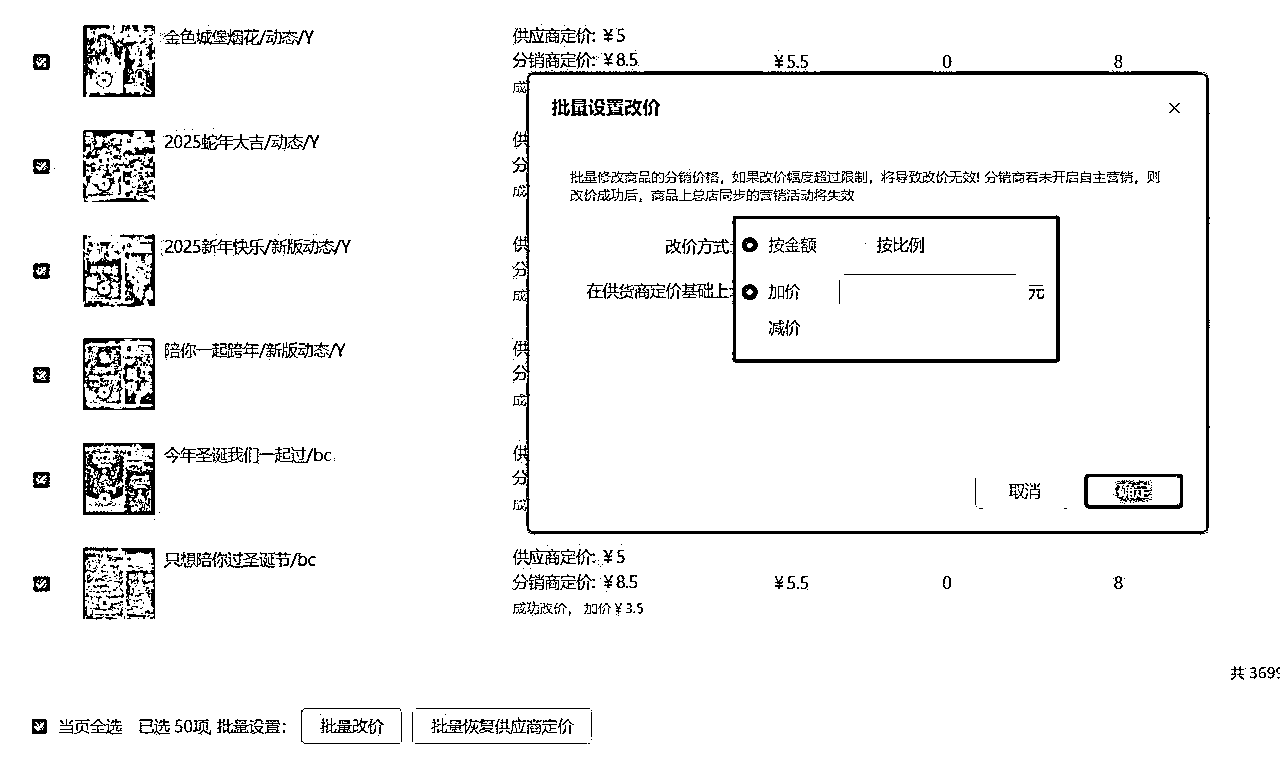 金色城堡烟花/动态/Y
供应商定价: ¥5
分销商定价: ¥8.5
¥5.5
0
8
成
批量设置改价
×
2025蛇年大吉/动态/Y
供
分
成
批量修改商品的分销价格，如果改价幅度超过限制，将导致改价无效! 分销商若未开启自主营销，则
改价成功后，商品上总店同步的营销活动将失效
2025新年快乐/新版动态/Y
供
分
成
改价方式:
按金额
按比例
在供货商定价基础上:
加价
元
减价
陪你一起跨年/新版动态/Y
供
分
成
今年圣诞我们一起过/bc
供
分
成
取消
确定
只想陪你过圣诞节/bc
供应商定价: ¥5
分销商定价: ¥8.5
¥5.5
0
8
成功改价， 加价 ¥3.5
共 3699
当页全选 已选 50项, 批量设置:
批量改价
批量恢复供应商定价